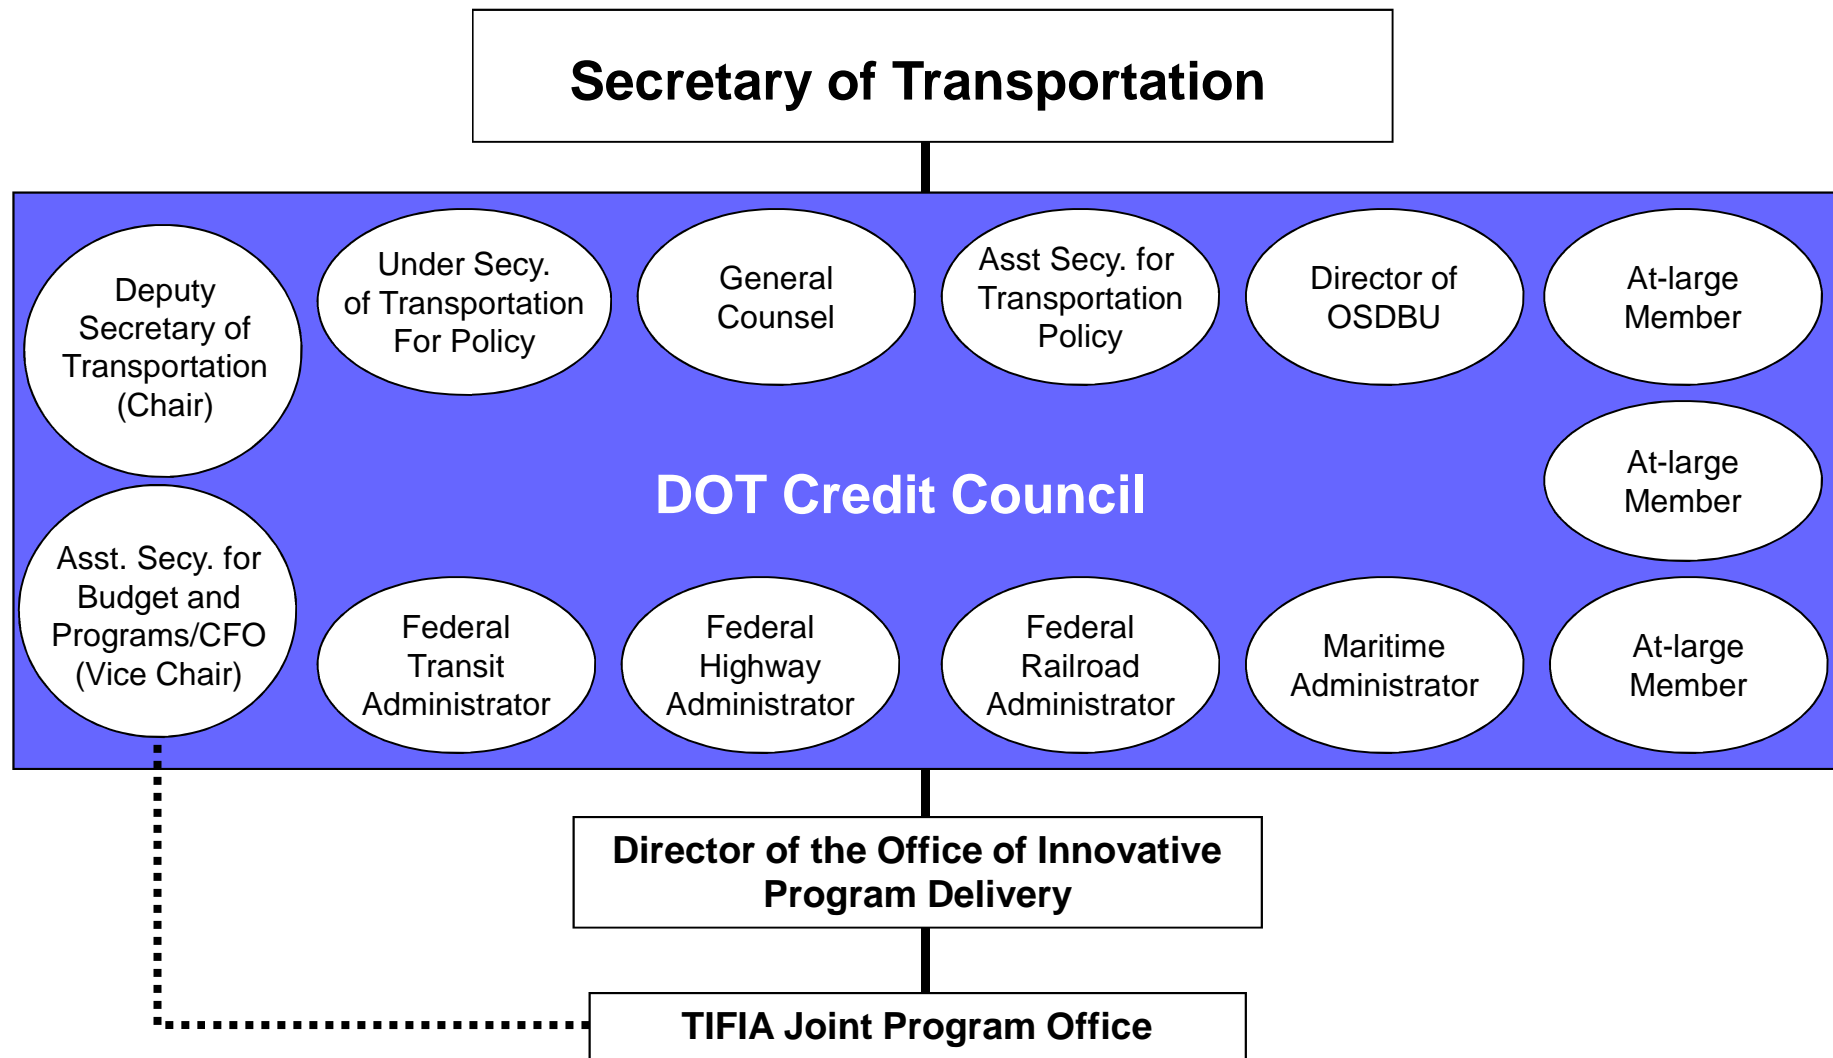 Secretary of Transportation
Deputy
Secretary of
Transportation
(Chair)
Under Secy.
of Transportation
For Policy
General
Counsel
Asst Secy. for
Transportation
Policy
Director of
OSDBU
At-large
Member
At-large
Member
DOT Credit Council
Asst. Secy. for
Budget and
Programs/CFO
(Vice Chair)
Federal
Transit
Administrator
Federal
Highway
Administrator
Federal
Railroad
Administrator
Maritime
Administrator
At-large
Member
Director of the Office of Innovative
Program Delivery
TIFIA Joint Program Office